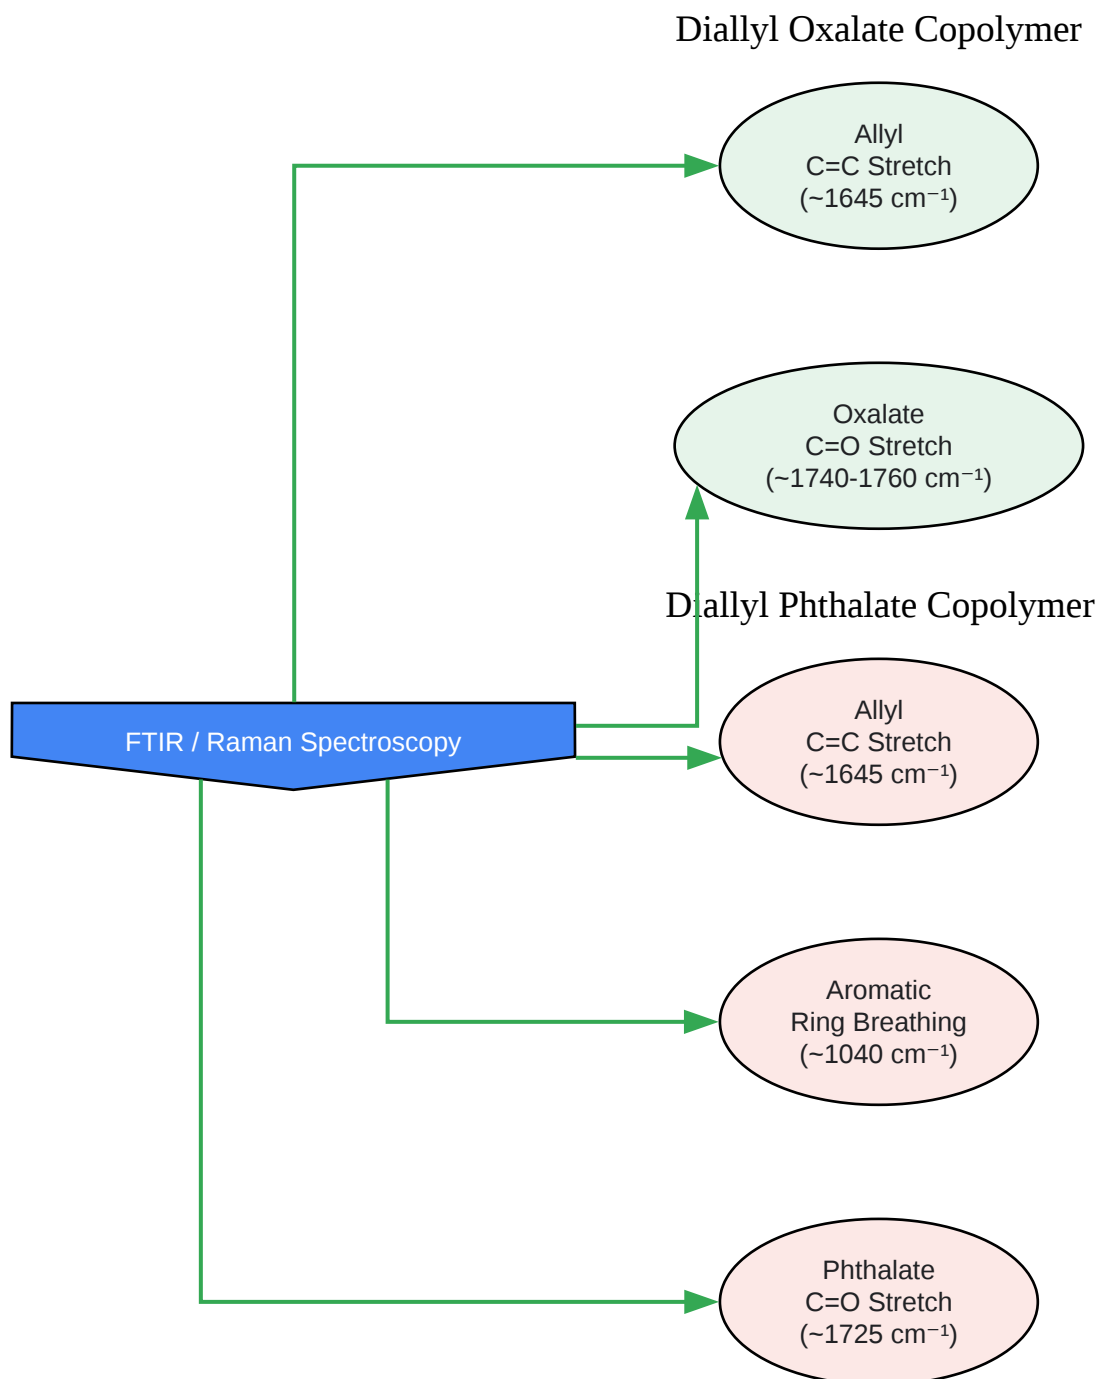 Diallyl Oxalate Copolymer
Allyl
C=C Stretch
(~1645 cm⁻¹)
Oxalate
C=O Stretch
(~1740-1760 cm⁻¹)
Diallyl Phthalate Copolymer
FTIR / Raman Spectroscopy
Allyl
C=C Stretch
(~1645 cm⁻¹)
Aromatic
Ring Breathing
(~1040 cm⁻¹)
Phthalate
C=O Stretch
(~1725 cm⁻¹)